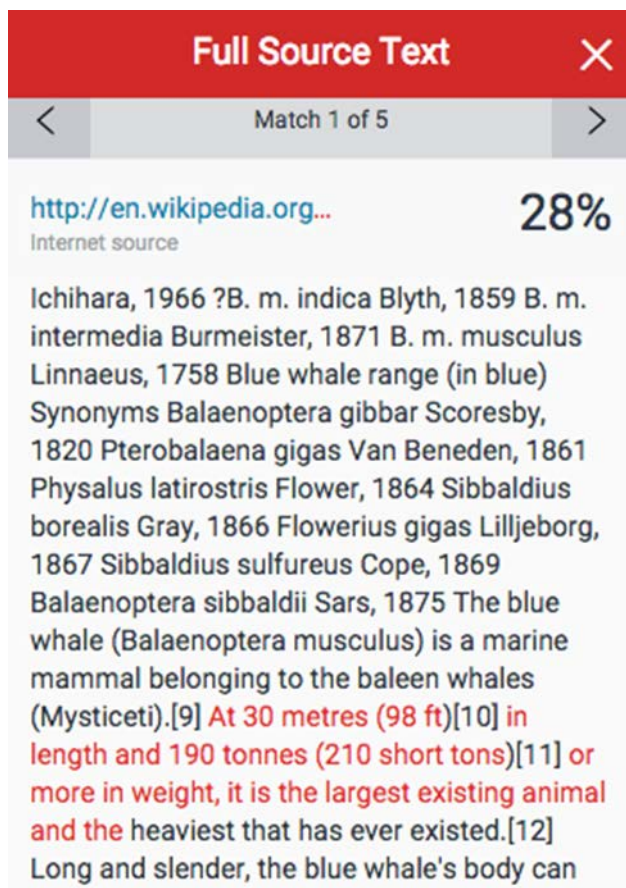 Full Source Text
Match 1 of 5
http://en.wikipedia.org...
28%
Internet source
Ichihara, 1966 ?B. m. indica Blyth, 1859 B. m.
intermedia Burmeister, 1871 B. m. musculus
Linnaeus, 1758 Blue whale range (in blue)
Synonyms Balaenoptera gibbar Scoresby,
1820 Pterobalaena gigas Van Beneden, 1861
Physalus latirostris Flower, 1864 Sibbaldius
borealis Gray, 1866 Flowerius gigas Lilljeborg,
1867 Sibbaldius sulfureus Cope, 1869
Balaenoptera sibbaldii Sars, 1875 The blue
whale (Balaenoptera musculus) is a marine
mammal belonging to the baleen whales
(Mysticeti).[9] At 30 metres (98 ft)[10] in
length and 190 tonnes (210 short tons)[11] or
more in weight, it is the largest existing animal
and the heaviest that has ever existed.[12]
Long and slender, the blue whale's body can